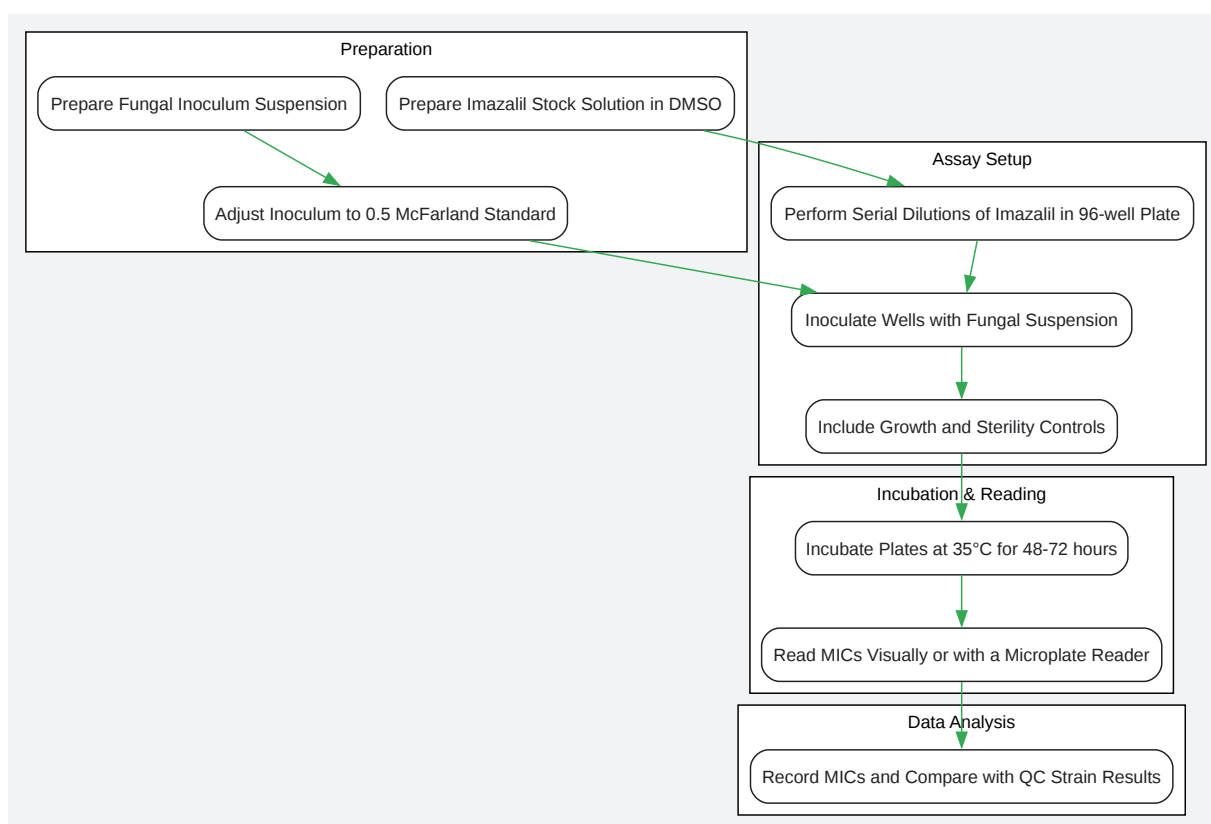 Preparation
Prepare Fungal Inoculum Suspension
Prepare Imazalil Stock Solution in DMSO
Adjust Inoculum to 0.5 McFarland Standard
Assay Setup
Perform Serial Dilutions of Imazalil in 96-well Plate
Inoculate Wells with Fungal Suspension
Include Growth and Sterility Controls
Incubation & Reading
Incubate Plates at 35°C for 48-72 hours
Read MICs Visually or with a Microplate Reader
Data Analysis
Record MICs and Compare with QC Strain Results